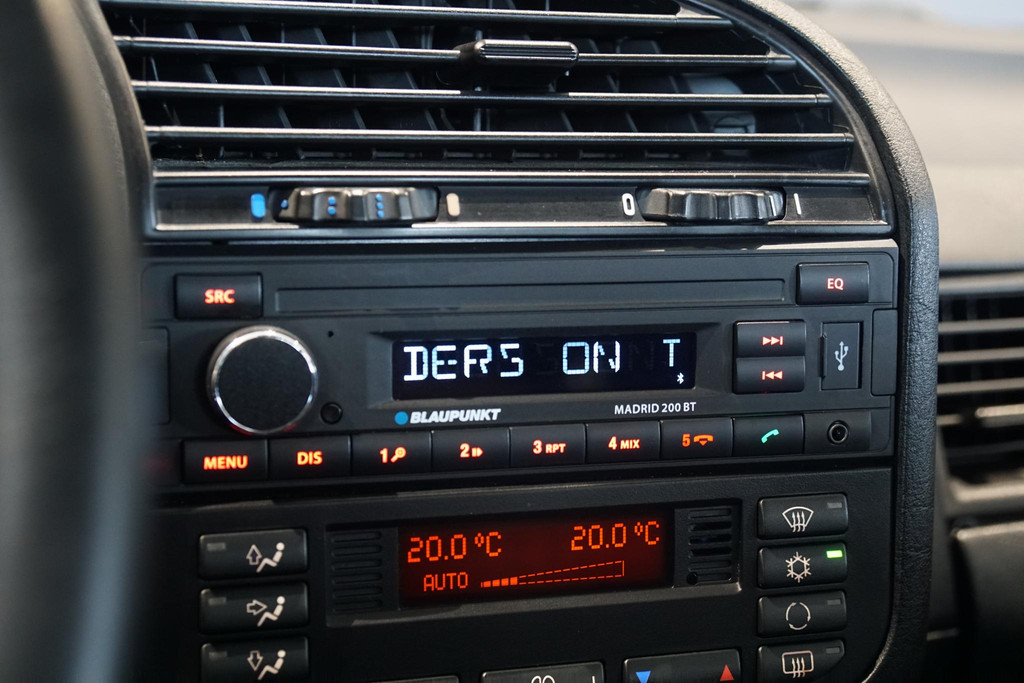 0
SRC
EQ
DERS ON T
BLAUPUNKT
MADRID 200 BT
MENU DIS 1 2 3 RPT 4 MIX 5
20.0 °C 20.0 °C
AUTO